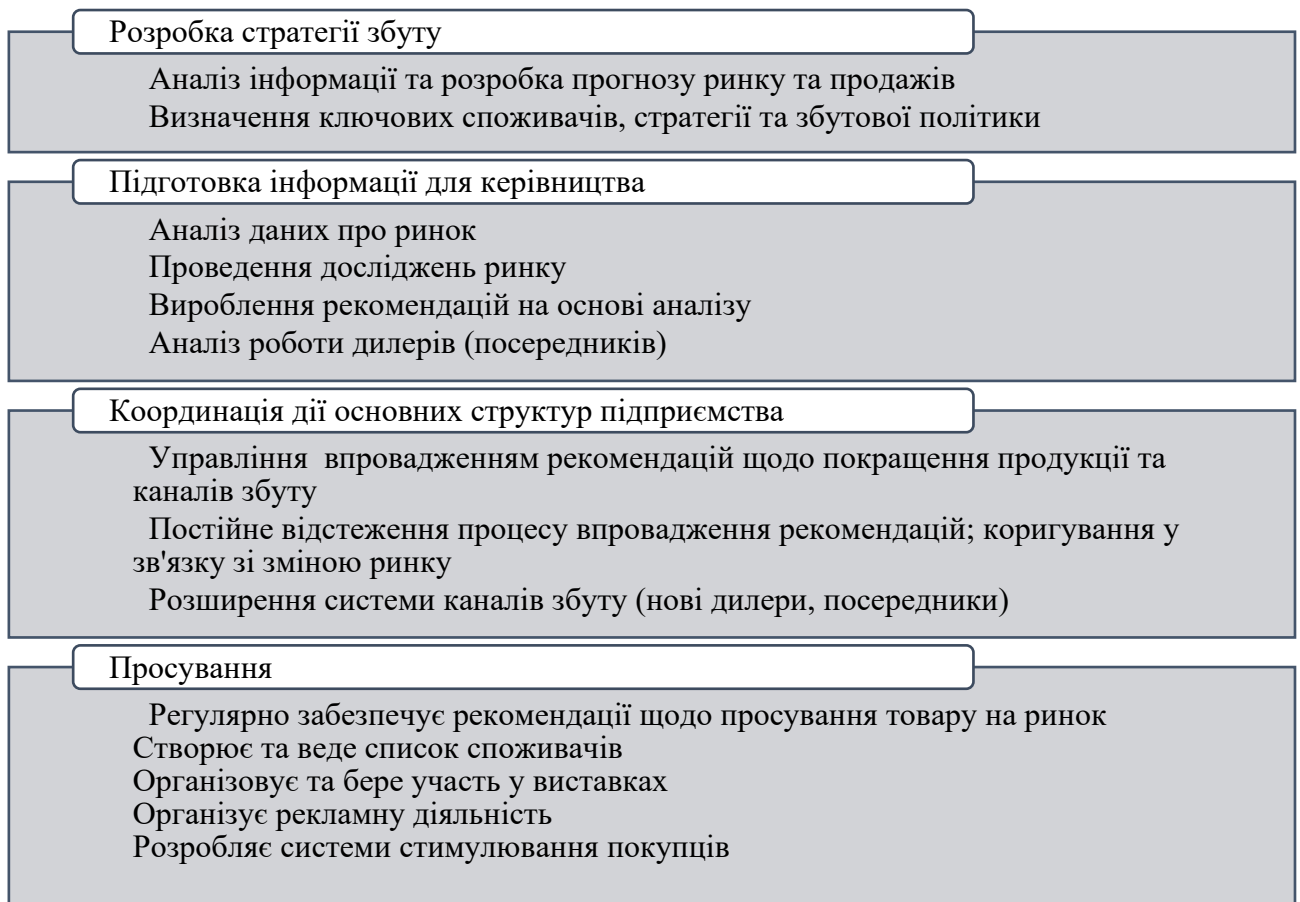 Розробка стратегії збуту
Аналіз інформації та розробка прогнозу ринку та продажів
Визначення ключових споживачів, стратегії та збутової політики
Підготовка інформації для керівництва
Аналіз даних про ринок
Проведення досліджень ринку
Вироблення рекомендацій на основі аналізу
Аналіз роботи дилерів (посередників)
Координація дії основних структур підприємства
Управління  впровадженням рекомендацій щодо покращення продукції та
каналів збуту
Постійне відстеження процесу впровадження рекомендацій; коригування у
зв'язку зі зміною ринку
Розширення системи каналів збуту (нові дилери, посередники)
Просування
Регулярно забезпечує рекомендації щодо просування товару на ринок
Створює та веде список споживачів
Організовує та бере участь у виставках
Організує рекламну діяльність
Розробляє системи стимулювання покупців